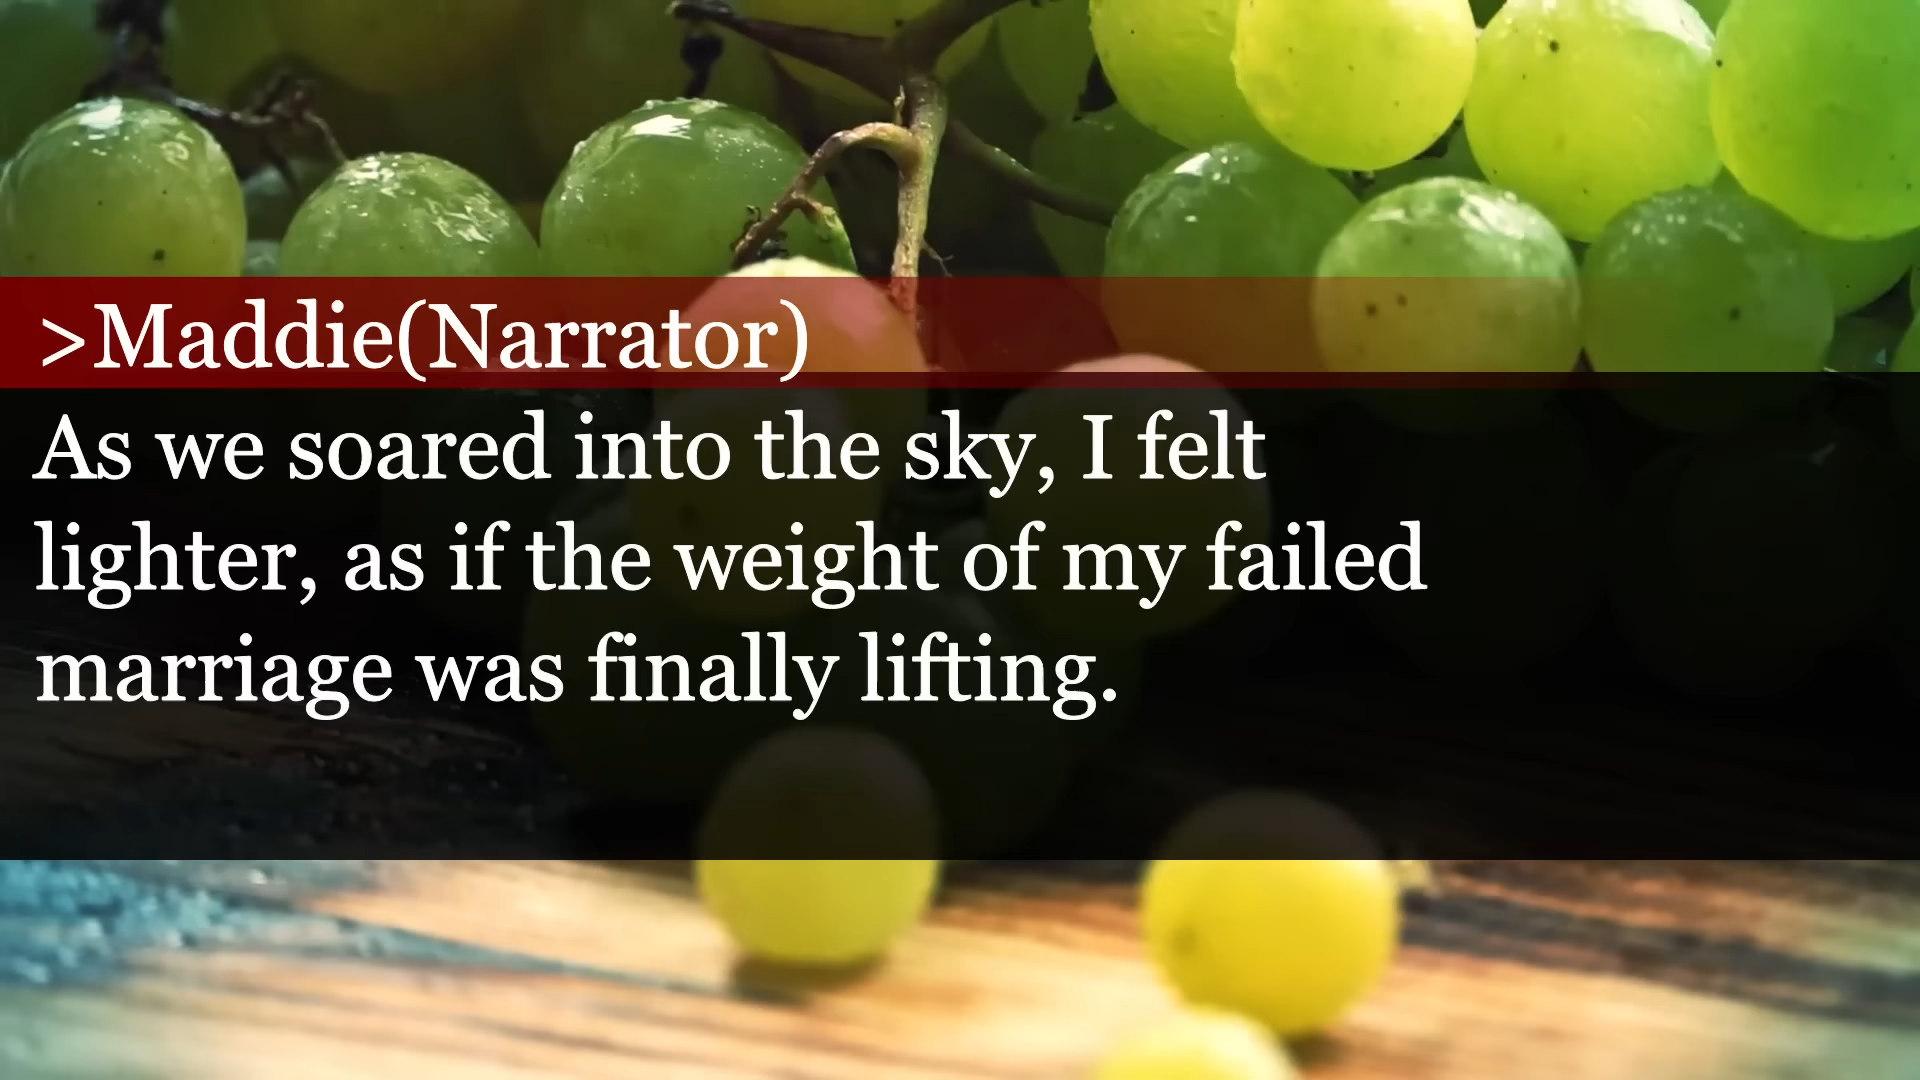 >Maddie(Narrator)
As we soared into the sky, I felt
lighter, as if the weight of my failed
marriage was finally lifting.